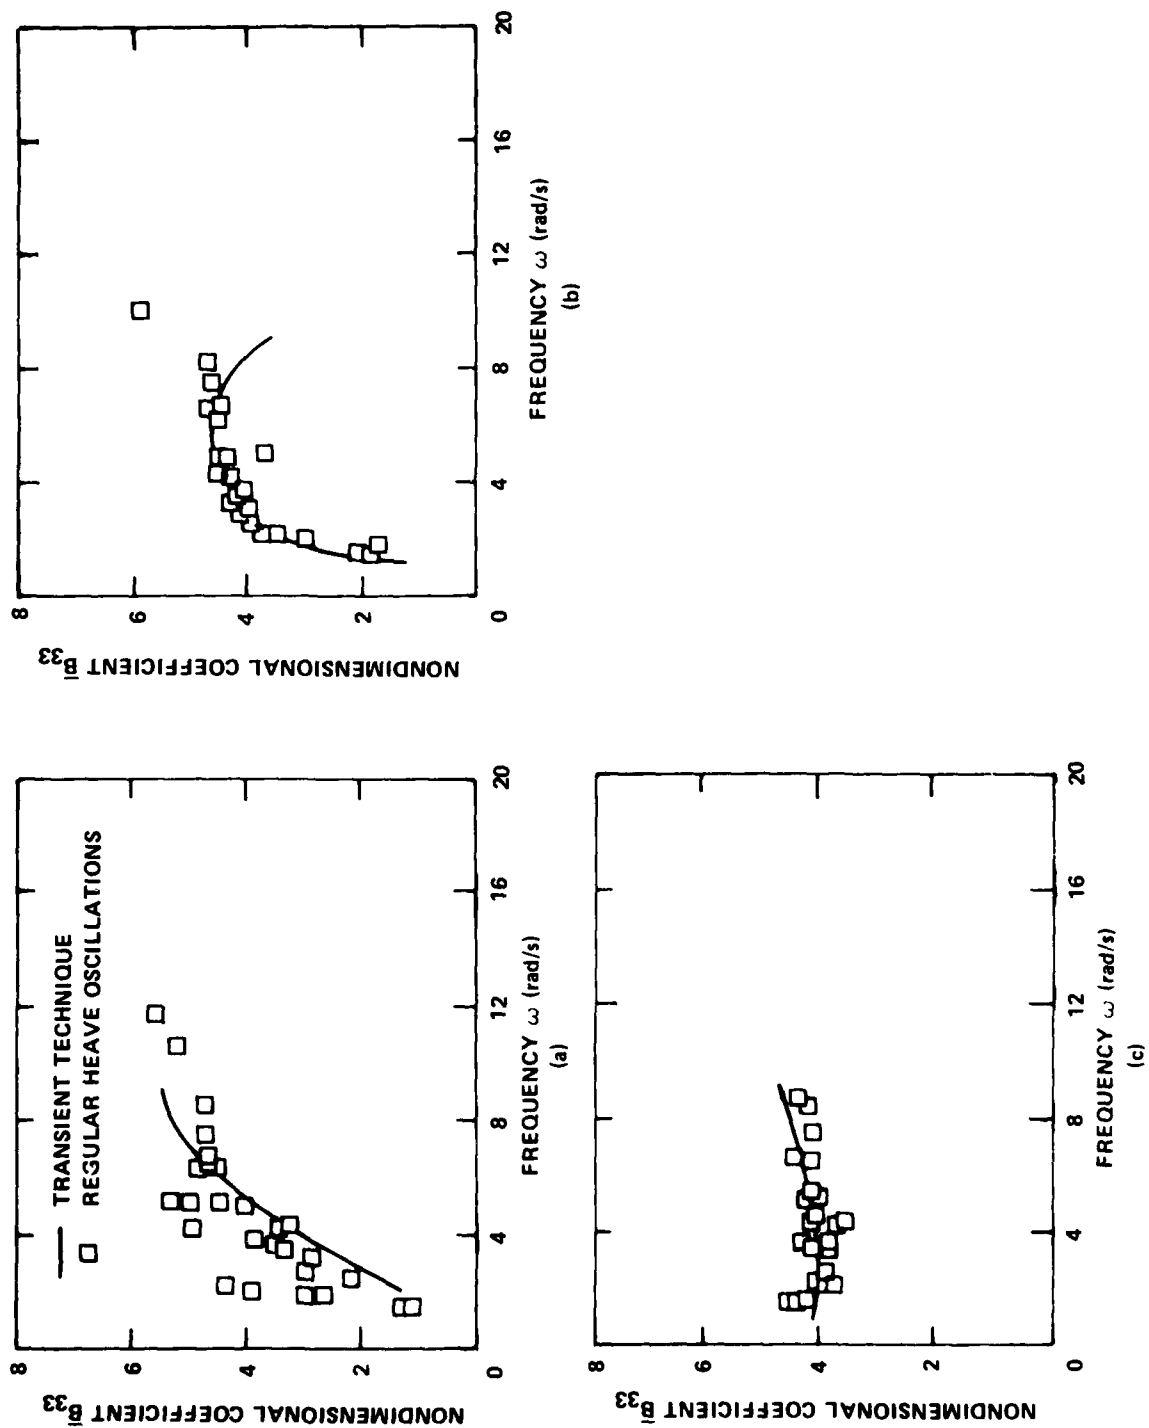 NONDIMENSIONAL COEFFICIENT B̄33
8
6
4
2
TRANSIENT TECHNIQUE
REGULAR HEAVE OSCILLATIONS
0 4 8 12 16 20
FREQUENCY ω (rad/s)
(a)
NONDIMENSIONAL COEFFICIENT B̄33
8
6
4
2
0 4 8 12 16 20
FREQUENCY ω (rad/s)
(b)
NONDIMENSIONAL COEFFICIENT B̄33
8
6
4
2
0 4 8 12 16 20
FREQUENCY ω (rad/s)
(c)